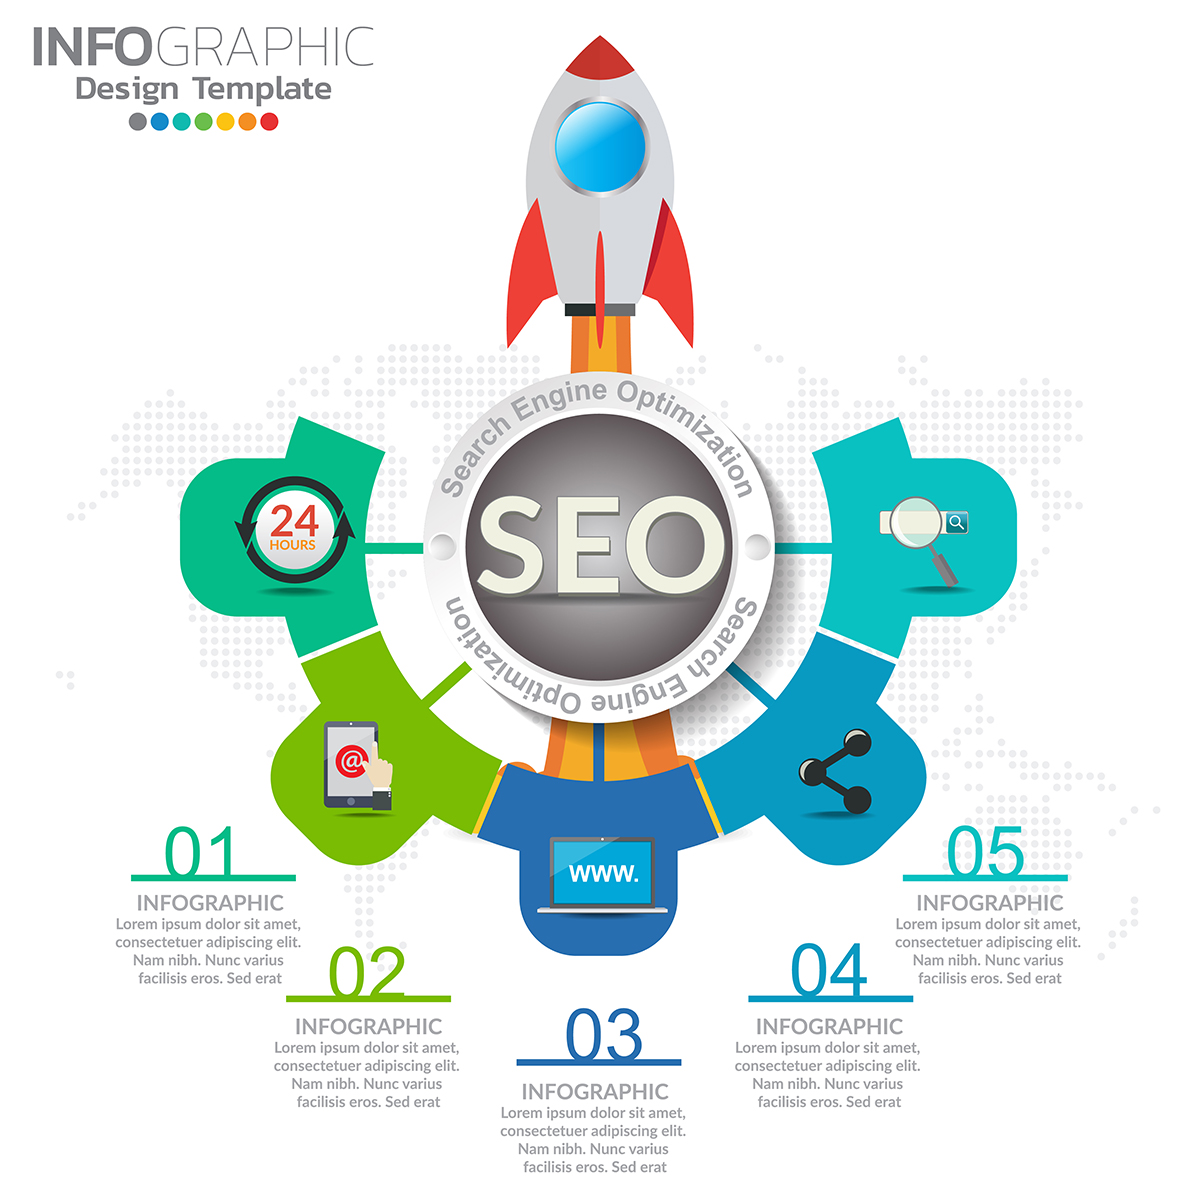 INFOGRAPHIC
Design Template
Search Engine Optimization
SEO
Search Engine Optimization
24
HOURS
@
www.
01
INFOGRAPHIC
Lorem ipsum dolor sit amet,
consectetuer adipiscing elit.
Nam nibh. Nunc varius
facilisis eros. Sed erat
02
INFOGRAPHIC
Lorem ipsum dolor sit amet,
consectetuer adipiscing elit.
Nam nibh. Nunc varius
facilisis eros. Sed erat
03
INFOGRAPHIC
Lorem ipsum dolor sit amet,
consectetuer adipiscing elit.
Nam nibh. Nunc varius
facilisis eros. Sed erat
04
INFOGRAPHIC
Lorem ipsum dolor sit amet,
consectetuer adipiscing elit.
Nam nibh. Nunc varius
facilisis eros. Sed erat
05
INFOGRAPHIC
Lorem ipsum dolor sit amet,
consectetuer adipiscing elit.
Nam nibh. Nunc varius
facilisis eros. Sed erat